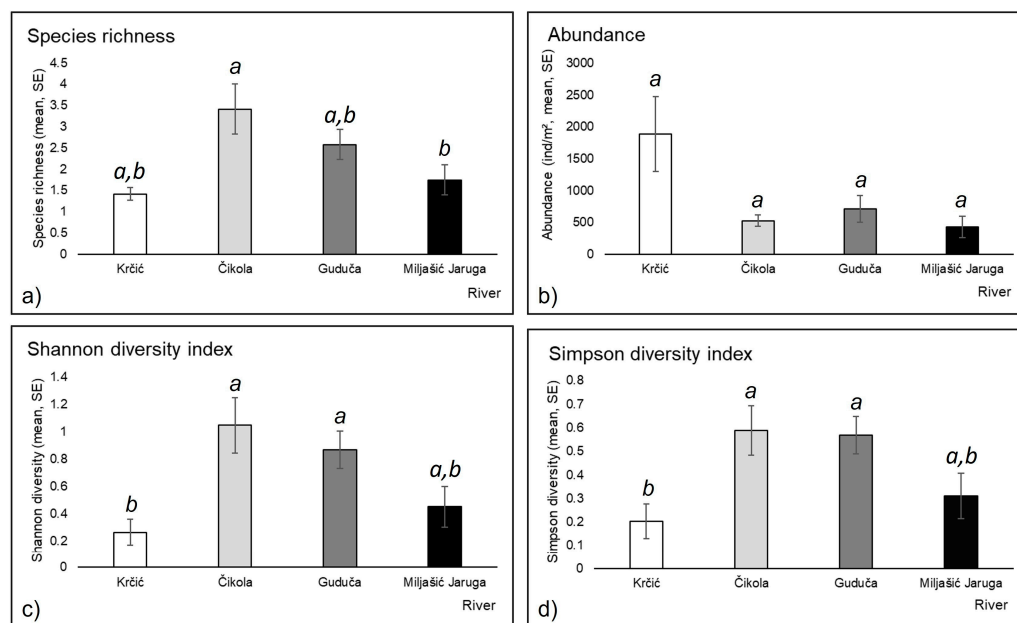 Species richness
Species richness (mean, SE)
4.5
4
3.5
3
2.5
2
1.5
1
0.5
0
a,b
a
a,b
b
Krčić
Čikola
Guduča
Miljašić Jaruga
River
a)
Abundance
Abundance (ind/m², mean, SE)
3000
2500
2000
1500
1000
500
0
a
a
a
a
Krčić
Čikola
Guduča
Miljašić Jaruga
River
b)
Shannon diversity index
Shannon diversity (mean, SE)
1.4
1.2
1
0.8
0.6
0.4
0.2
0
b
a
a
a,b
Krčić
Čikola
Guduča
Miljašić Jaruga
River
c)
Simpson diversity index
Simpson diversity (mean, SE)
0.8
0.7
0.6
0.5
0.4
0.3
0.2
0.1
0
b
a
a
a,b
Krčić
Čikola
Guduča
Miljašić Jaruga
River
d)